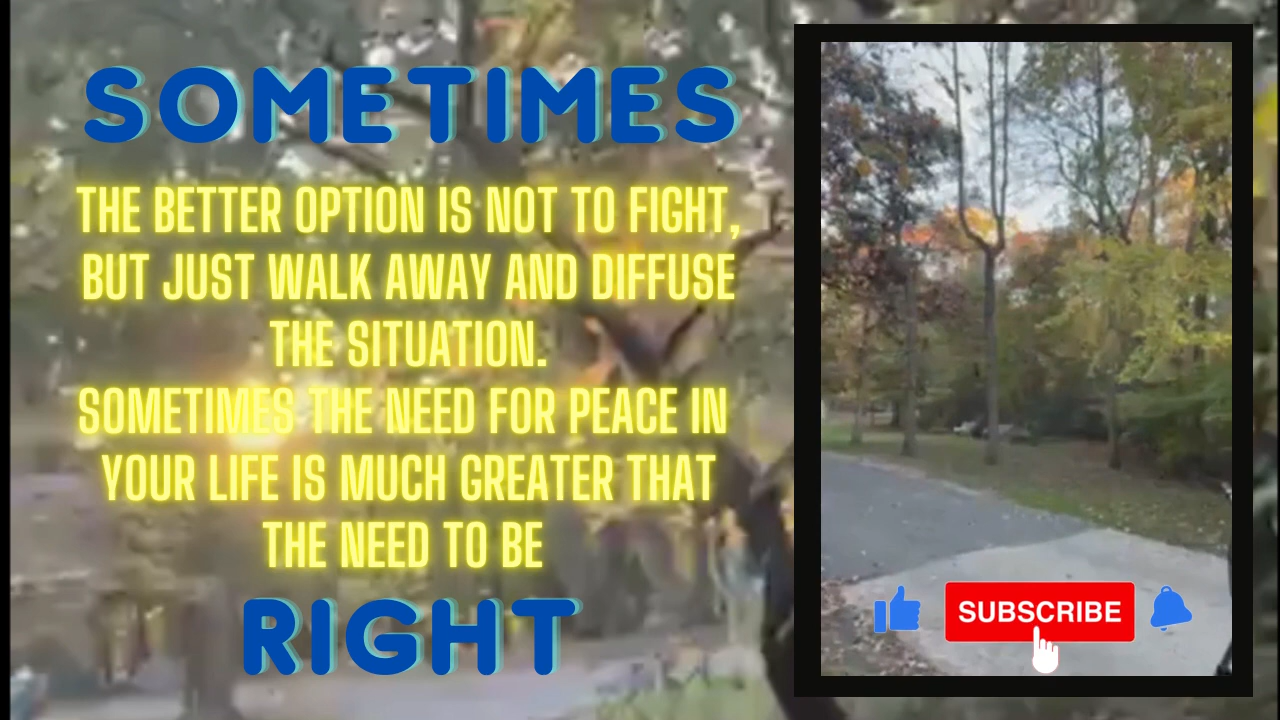 SOMETIMES
THE BETTER OPTION IS NOT TO FIGHT,
BUT JUST WALK AWAY AND DIFFUSE
THE SITUATION.
SOMETIMES THE NEED FOR PEACE IN
YOUR LIFE IS MUCH GREATER THAT
THE NEED TO BE
RIGHT
SUBSCRIBE